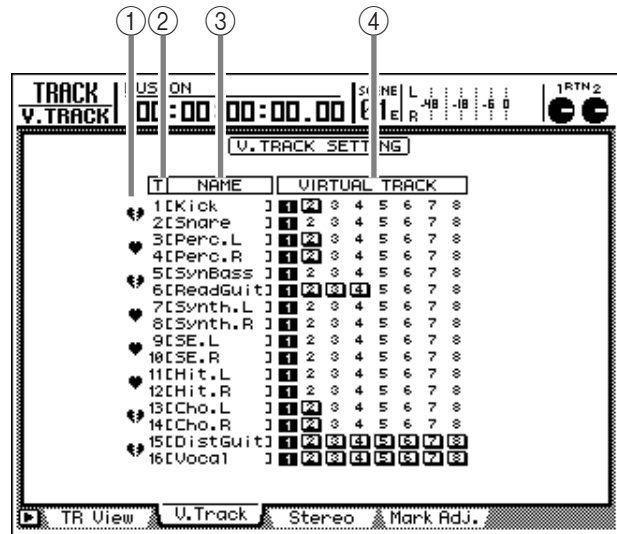 ① ② ③ ④
TRACK
V.TRACK
00:00:00:00.00
L
R
-48 -18 -6 0
1 RTN 2
V.TRACK SETTING
T NAME VIRTUAL TRACK
1[Kick ] 1 2 3 4 5 6 7 8
2[Snare ] 1 2 3 4 5 6 7 8
3[Perc.L ] 1 2 3 4 5 6 7 8
4[Perc.R ] 1 2 3 4 5 6 7 8
5[SynBass ] 1 2 3 4 5 6 7 8
6[ReadGuit] 1 2 3 4 5 6 7 8
7[Synth.L ] 1 2 3 4 5 6 7 8
8[Synth.R ] 1 2 3 4 5 6 7 8
9[SE.L ] 1 2 3 4 5 6 7 8
10[SE.R ] 1 2 3 4 5 6 7 8
11[Hit.L ] 1 2 3 4 5 6 7 8
12[Hit.R ] 1 2 3 4 5 6 7 8
13[Cho.L ] 1 2 3 4 5 6 7 8
14[Cho.R ] 1 2 3 4 5 6 7 8
15[DistGuit] 1 2 3 4 5 6 7 8
16[Vocal ] 1 2 3 4 5 6 7 8
TR View V.Track Stereo Mark Adj.